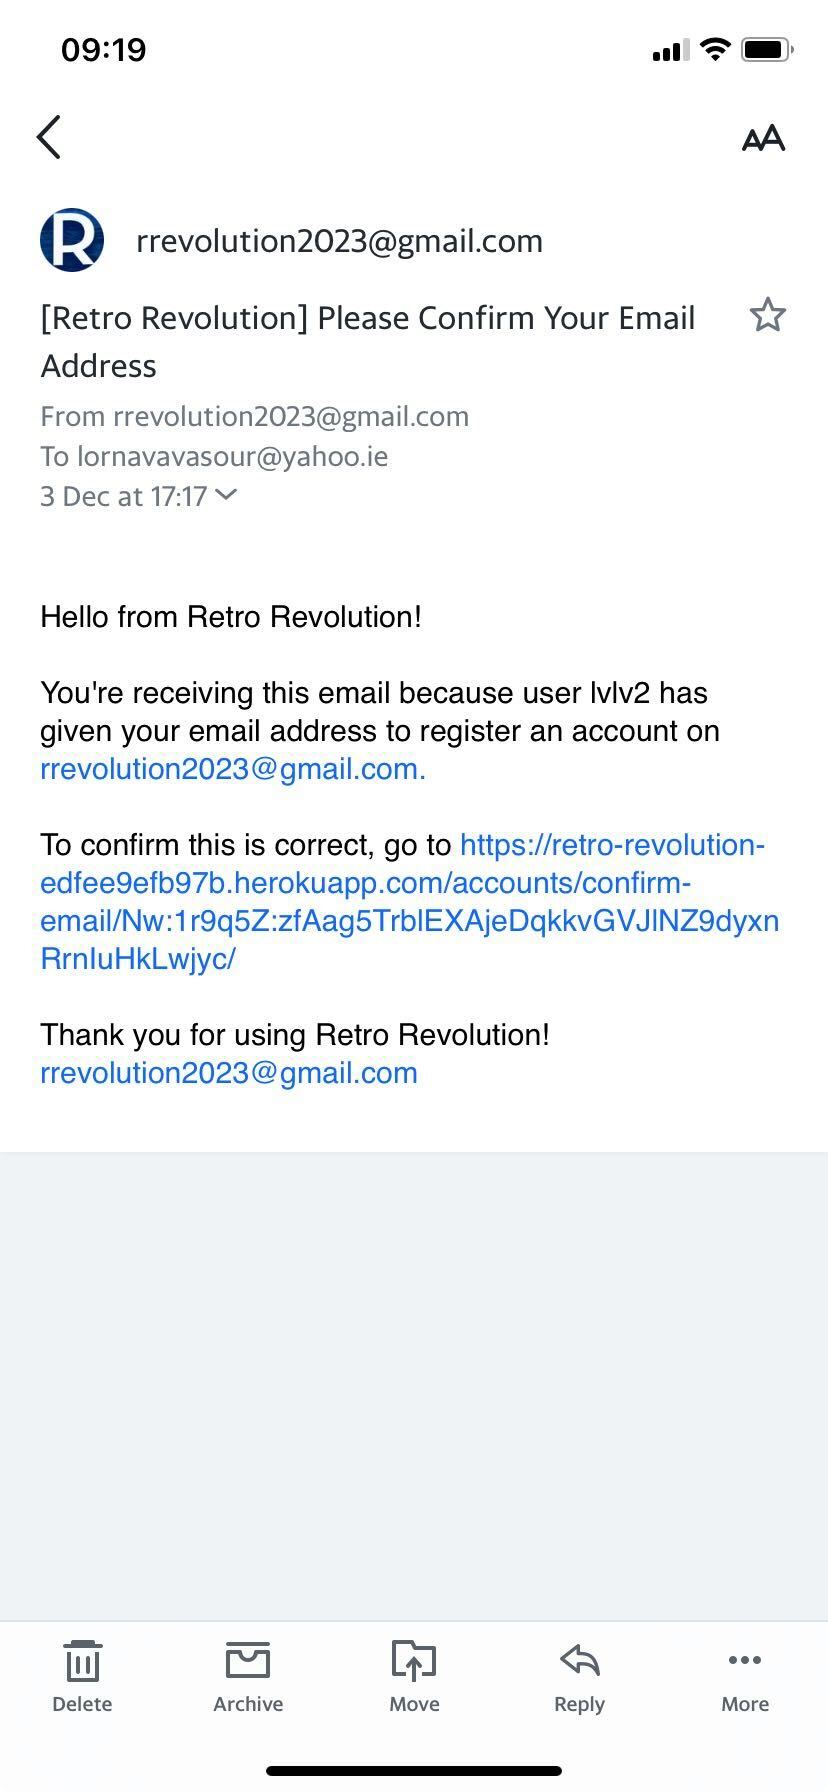 09:19
AA
R
rrevolution2023@gmail.com
[Retro Revolution] Please Confirm Your Email
Address
From rrevolution2023@gmail.com
To lornavavasour@yahoo.ie
3 Dec at 17:17
Hello from Retro Revolution!
You're receiving this email because user lvlv2 has
given your email address to register an account on
rrevolution2023@gmail.com.
To confirm this is correct, go to https://retro-revolution-
edfee9efb97b.herokuapp.com/accounts/confirm-
email/Nw:1r9q5Z:zfAag5TrblEXAjeDqkkvGVJlNZ9dyxn
RrnIuHkLwjyc/
Thank you for using Retro Revolution!
rrevolution2023@gmail.com
Delete
Archive
Move
Reply
More